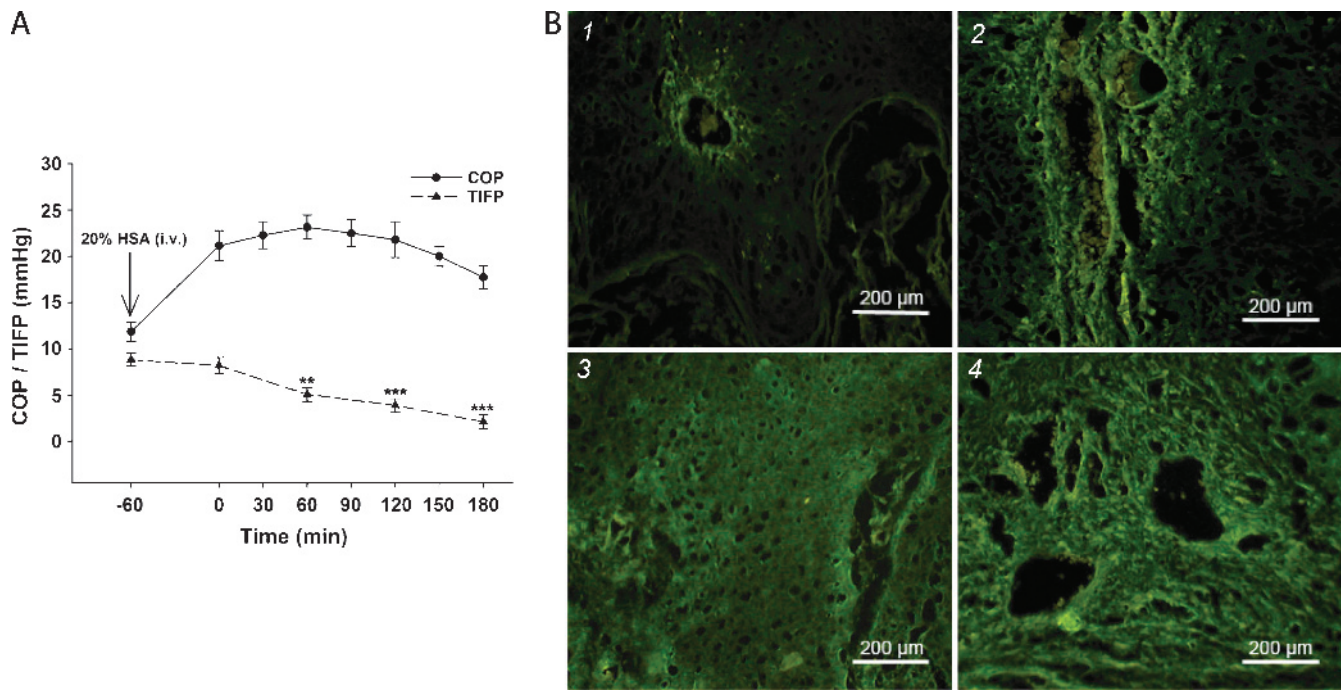 A
30
25
20
15
10
5
0
COP / TIFP (mmHg)
20% HSA (i.v.)
COP
TIFP
**
***
***
-60 0 30 60 90 120 150 180
Time (min)
B
1
200 µm
2
200 µm
3
200 µm
4
200 µm